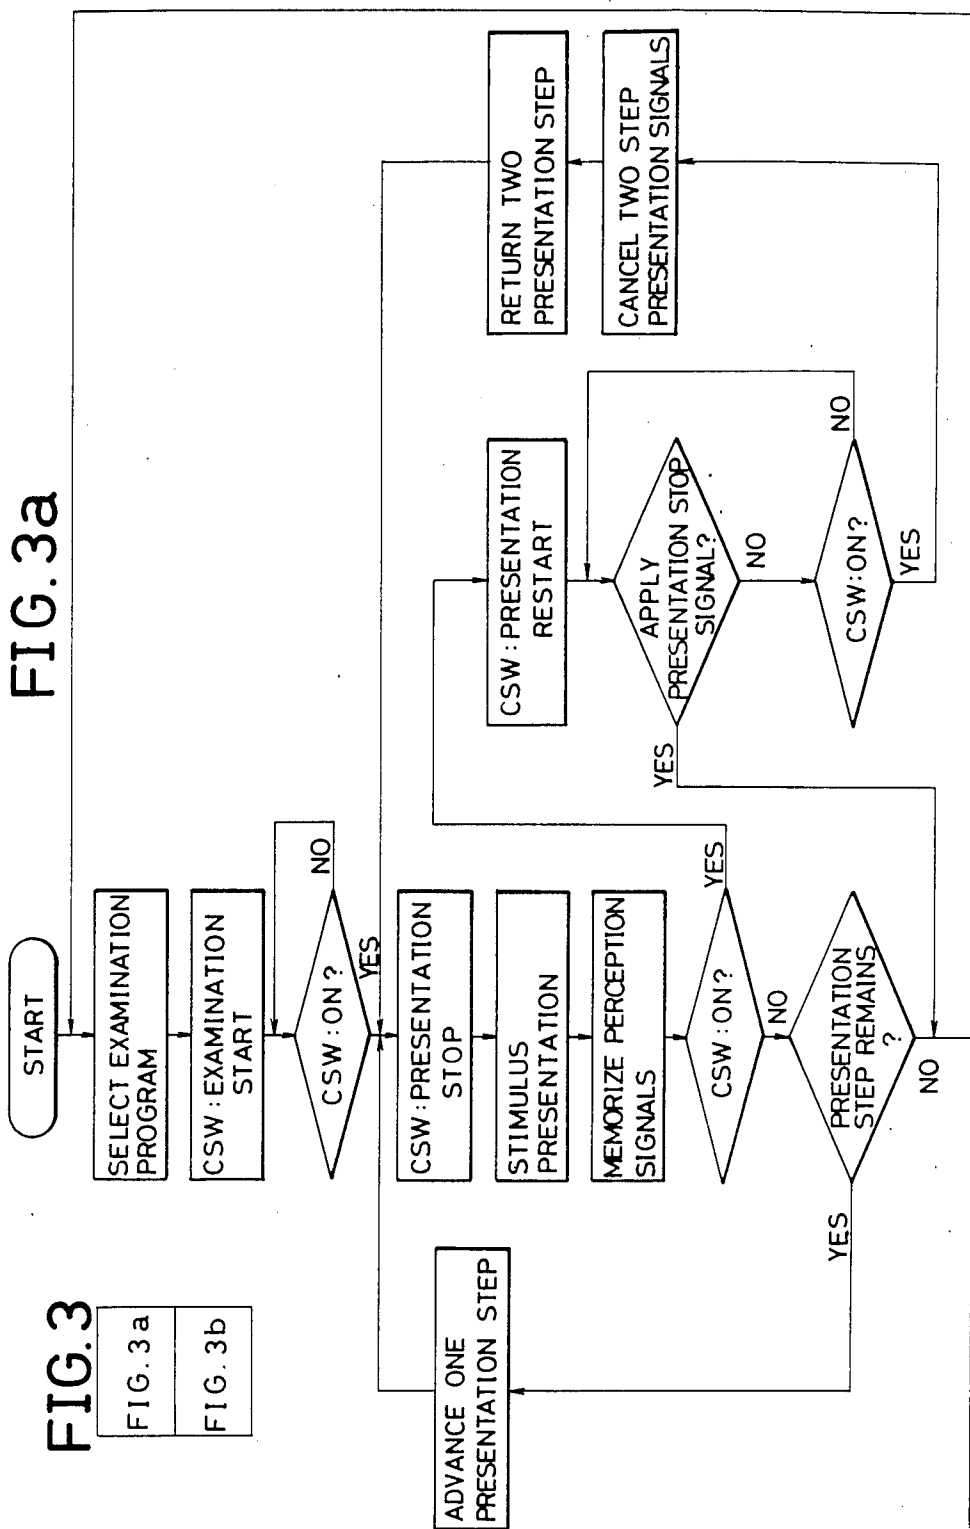 FIG. 3a
FIG. 3
FIG. 3a
FIG. 3b
START
SELECT EXAMINATION
PROGRAM
CSW:EXAMINATION
START
CSW:ON?
NO
YES
CSW:PRESENTATION
STOP
STIMULUS
PRESENTATION
MEMORIZE PERCEPTION
SIGNALS
CSW:ON?
YES
NO
PRESENTATION
STEP REMAINS
?
YES
NO
ADVANCE ONE
PRESENTATION STEP
CSW:PRESENTATION
RESTART
APPLY
PRESENTATION STOP
SIGNAL?
YES
NO
CSW:ON?
NO
YES
RETURN TWO
PRESENTATION STEP
CANCEL TWO STEP
PRESENTATION SIGNALS